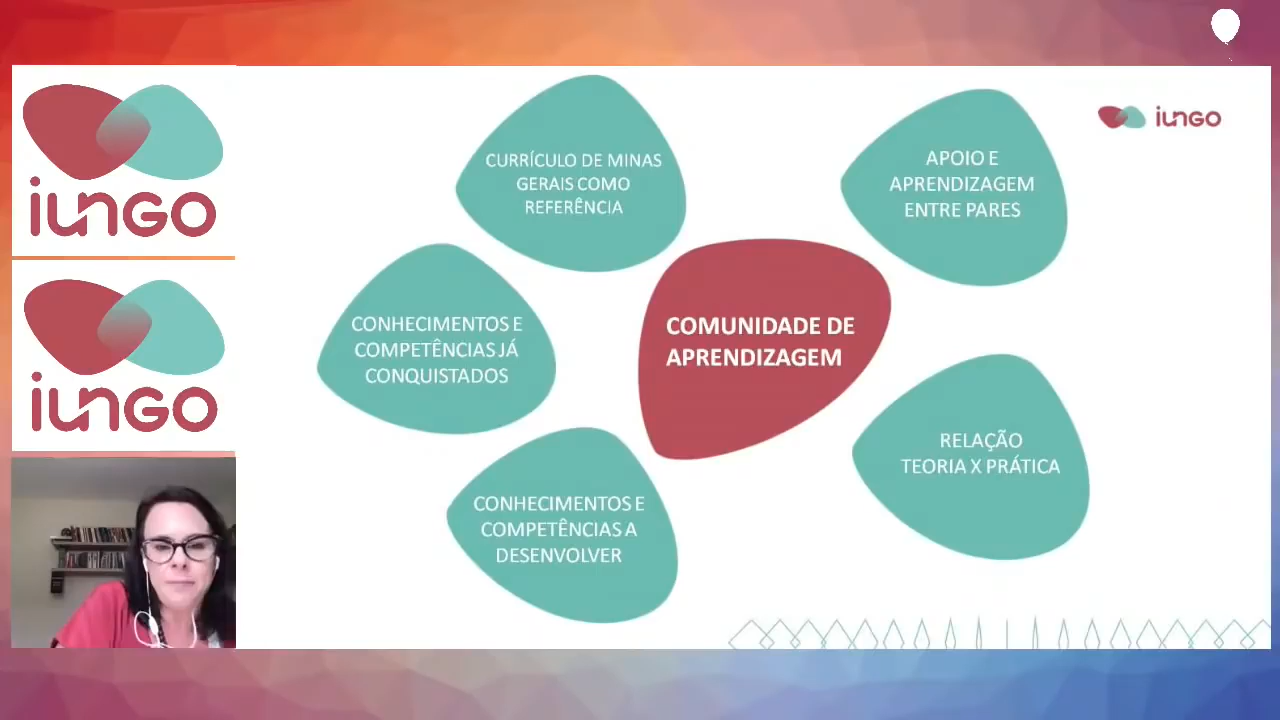 iungo
iungo
iungo
CURRÍCULO DE MINAS
GERAIS COMO
REFERÊNCIA
APOIO E
APRENDIZAGEM
ENTRE PARES
CONHECIMENTOS E
COMPETÊNCIAS JÁ
CONQUISTADOS
COMUNIDADE DE
APRENDIZAGEM
RELAÇÃO
TEORIA X PRÁTICA
CONHECIMENTOS E
COMPETÊNCIAS A
DESENVOLVER